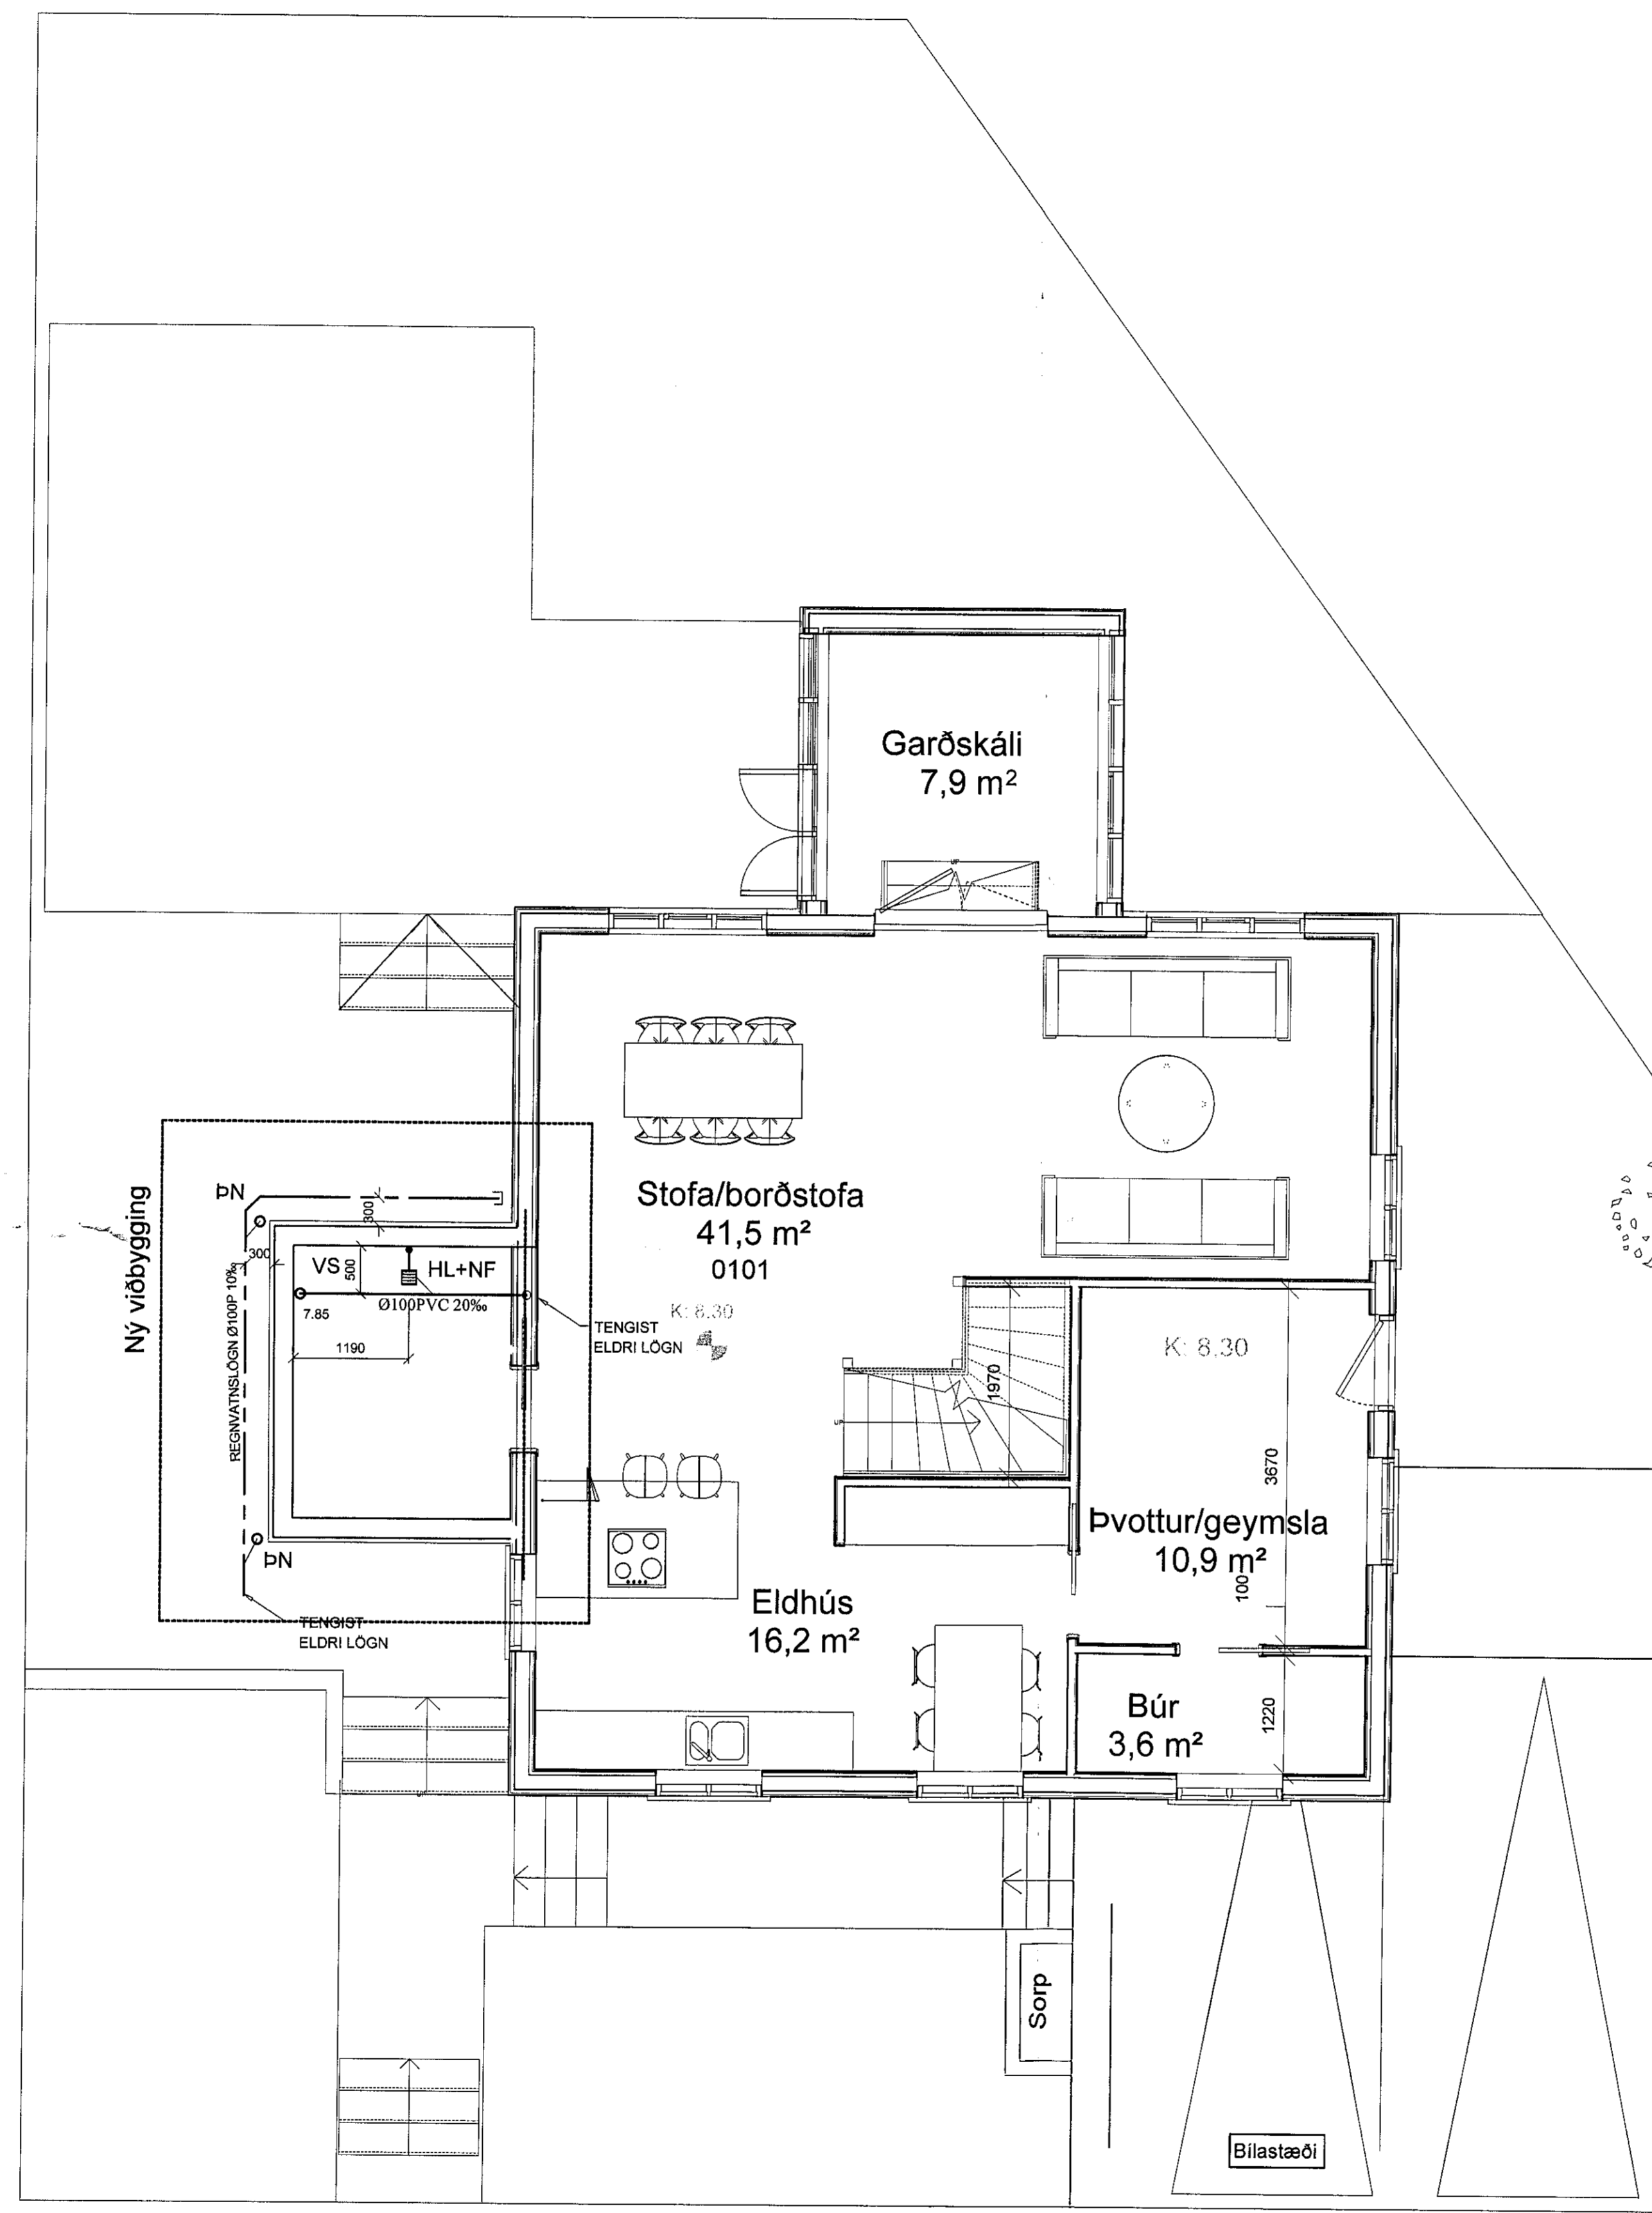 Garðskáli
7,9 m²
UP
Ný viðbygging
ÞN
300
300
REGNVATNSLÖGN Ø100P 10‰
VS
500
HL+NF
Ø100PVC 20‰
7.85
1190
TENGIST
ELDRI LÖGN
Stofa/borðstofa
41,5 m²
0101
K: 8.30
UP
1970
K: 8.30
3670
Þvottur/geymsla
10,9 m²
100
ÞN
TENGIST
ELDRI LÖGN
Eldhús
16,2 m²
Búr
3,6 m²
1220
Sorp
Bílastæði